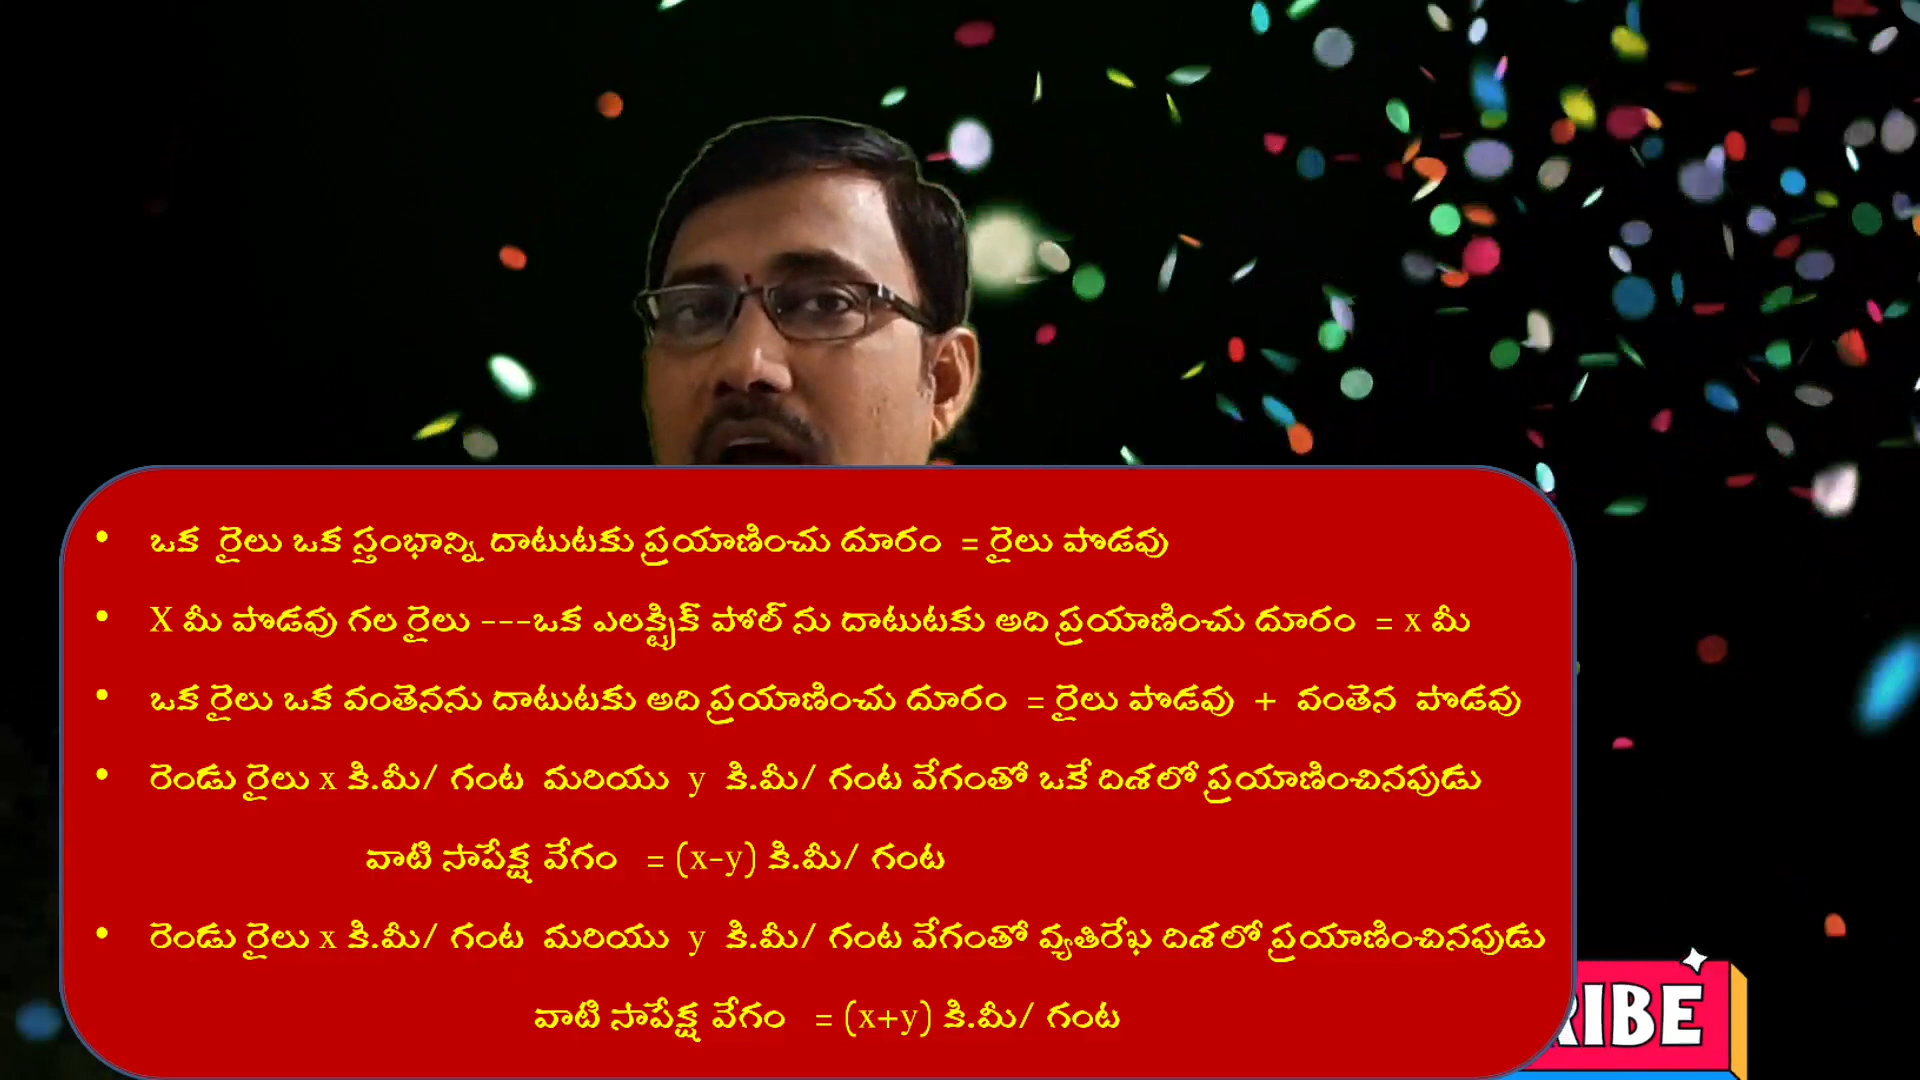 • ఒక రైలు ఒక స్తంభాన్ని దాటుటకు ప్రయాణించు దూరం = రైలు పొడవు
• X మీ పొడవు గల రైలు ---ఒక ఎలక్ట్రిక్ పోల్ ను దాటుటకు అది ప్రయాణించు దూరం = x మీ
• ఒక రైలు ఒక వంతెనను దాటుటకు అది ప్రయాణించు దూరం = రైలు పొడవు + వంతెన పొడవు
• రెండు రైలు x కి.మీ/ గంట మరియు y కి.మీ/ గంట వేగంతో ఒకే దిశలో ప్రయాణించినపుడు
వాటి సాపేక్ష వేగం = (x-y) కి.మీ/ గంట
• రెండు రైలు x కి.మీ/ గంట మరియు y కి.మీ/ గంట వేగంతో వ్యతిరేఖ దిశలో ప్రయాణించినపుడు
వాటి సాపేక్ష వేగం = (x+y) కి.మీ/ గంట
RIBE